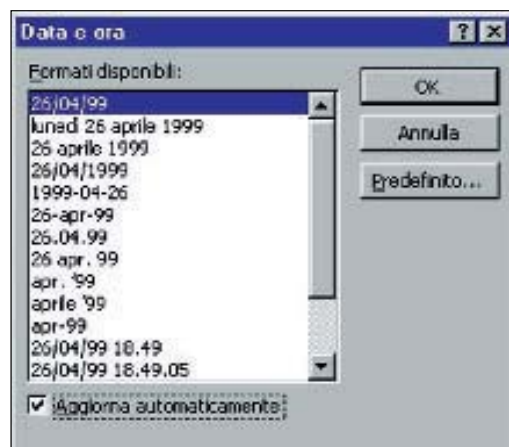 Data e ora
Formati disponibili:
26/04/99
luned 26 aprile 1999
26 aprile 1999
26/04/1999
1999-04-26
26-apr-99
26.04.99
26 apr. 99
apr. '99
aprile '99
apr-99
26/04/99 18.49
26/04/99 18.49.05
Aggiorna automaticamente
OK
Annulla
Predefinito...